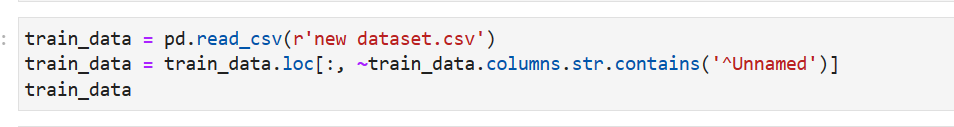 :
train_data = pd.read_csv(r'new dataset.csv')
train_data = train_data.loc[:, ~train_data.columns.str.contains('^Unnamed')]
train_data